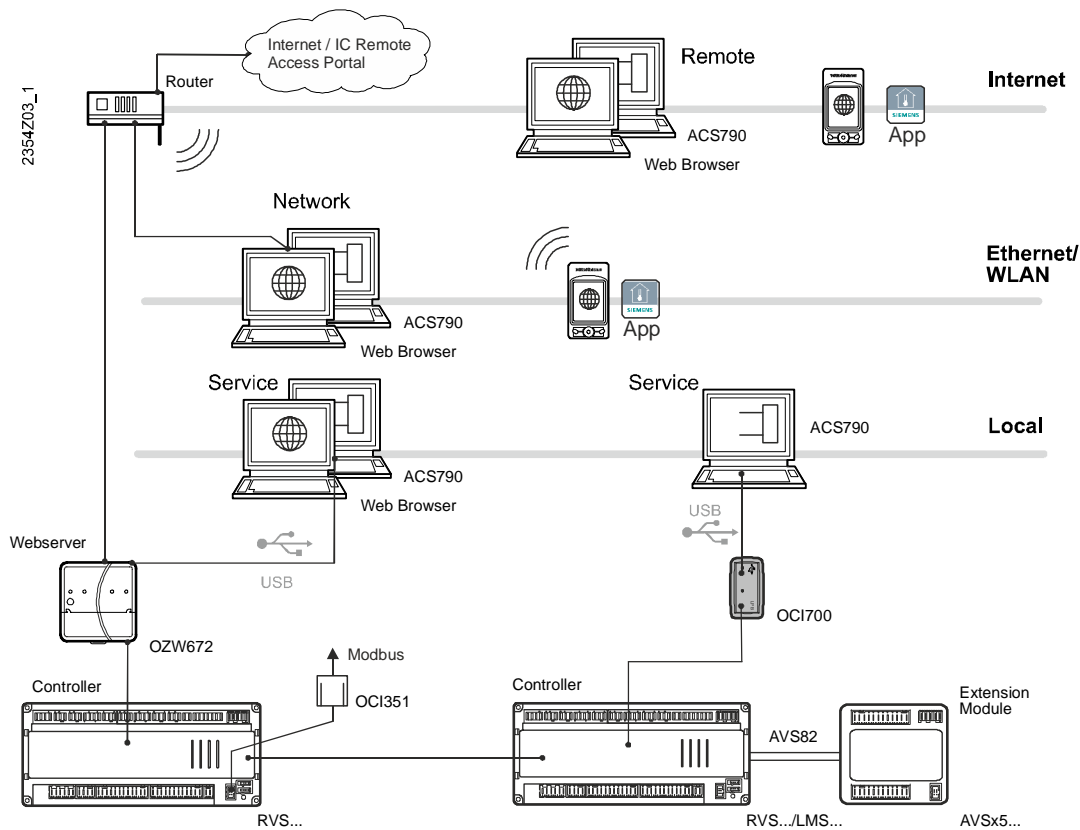 Internet / IC Remote
Access Portal
Router
Remote
Internet
2354Z03_1
ACS790
Web Browser
SIEMENS
App
Network
Ethernet/
WLAN
ACS790
Web Browser
SIEMENS
App
Service
Service
ACS790
Local
ACS790
Web Browser
USB
Webserver
USB
OCI700
OZW672
Modbus
OCI351
Controller
Controller
Extension
Module
AVS82
RVS...
RVS.../LMS...
AVSx5...